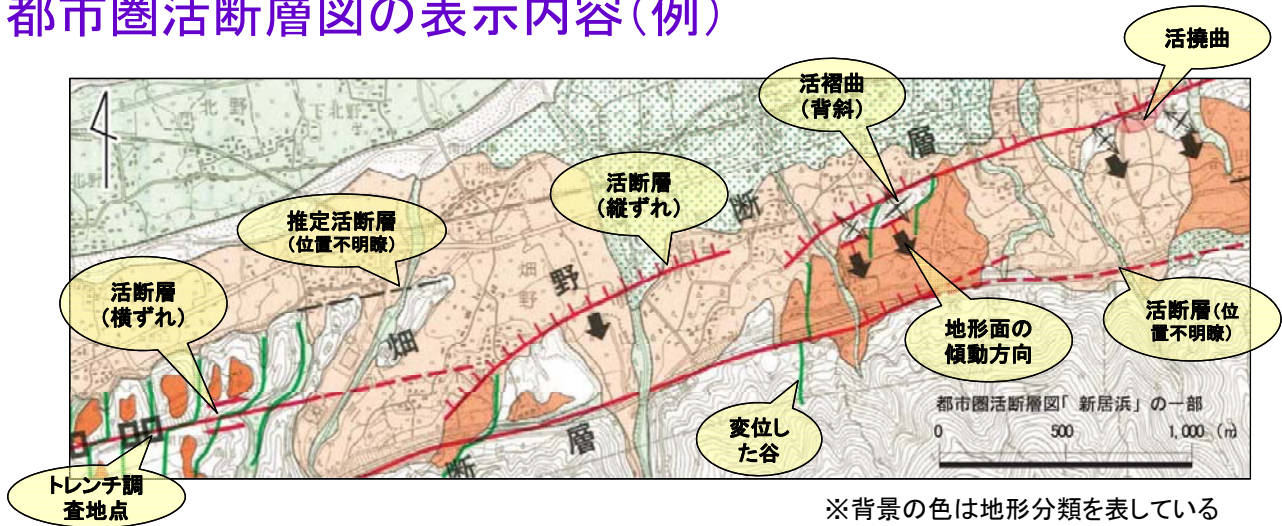 都市圏活断層図の表示内容（例）
活撓曲
活褶曲
（背斜）
北野
下北野
層
活断層
（縦ずれ）
断
推定活断層
（位置不明瞭）
畑
野
野
活断層
（横ずれ）
活断層（位
置不明瞭）
地形面の
傾動方向
畑
都市圏活断層図「 新居浜」の一部
0 500 1,000（m）
変位し
た谷
層
断
トレンチ調
査地点
※背景の色は地形分類を表している